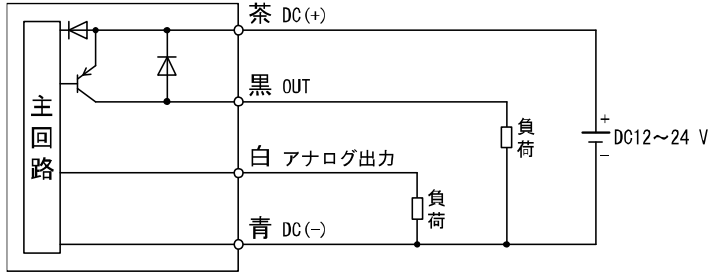 茶 DC(+)
黒 OUT
主回路
負荷
+
DC12～24 V
−
白 アナログ出力
負荷
青 DC(−)